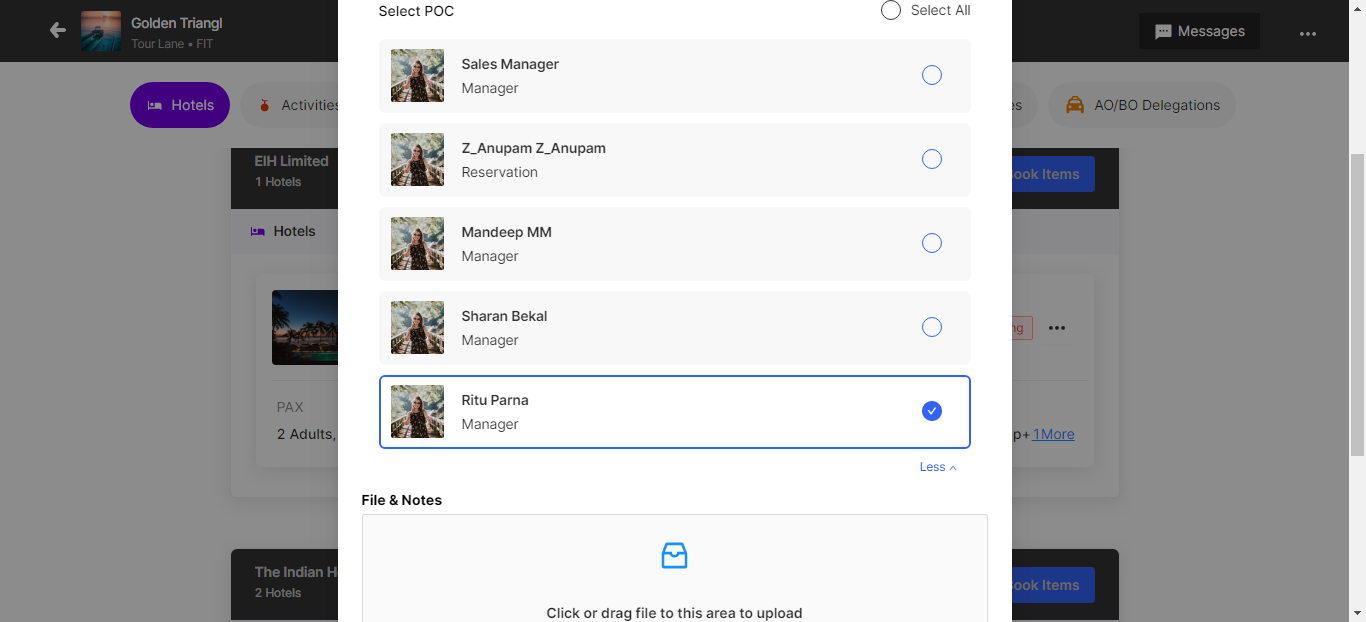 Golden Triangl
Tour Lane • FIT
Messages
Select POC
Select All
Hotels
Activities
AO/BO Delegations
Sales Manager
Manager
Z_Anupam Z_Anupam
Reservation
Mandeep MM
Manager
Sharan Bekal
Manager
Ritu Parna
Manager
Less
EIH Limited
1 Hotels
Book Items
Hotels
PAX
2 Adults,
1More
File & Notes
Click or drag file to this area to upload
The Indian H
2 Hotels
Book Items